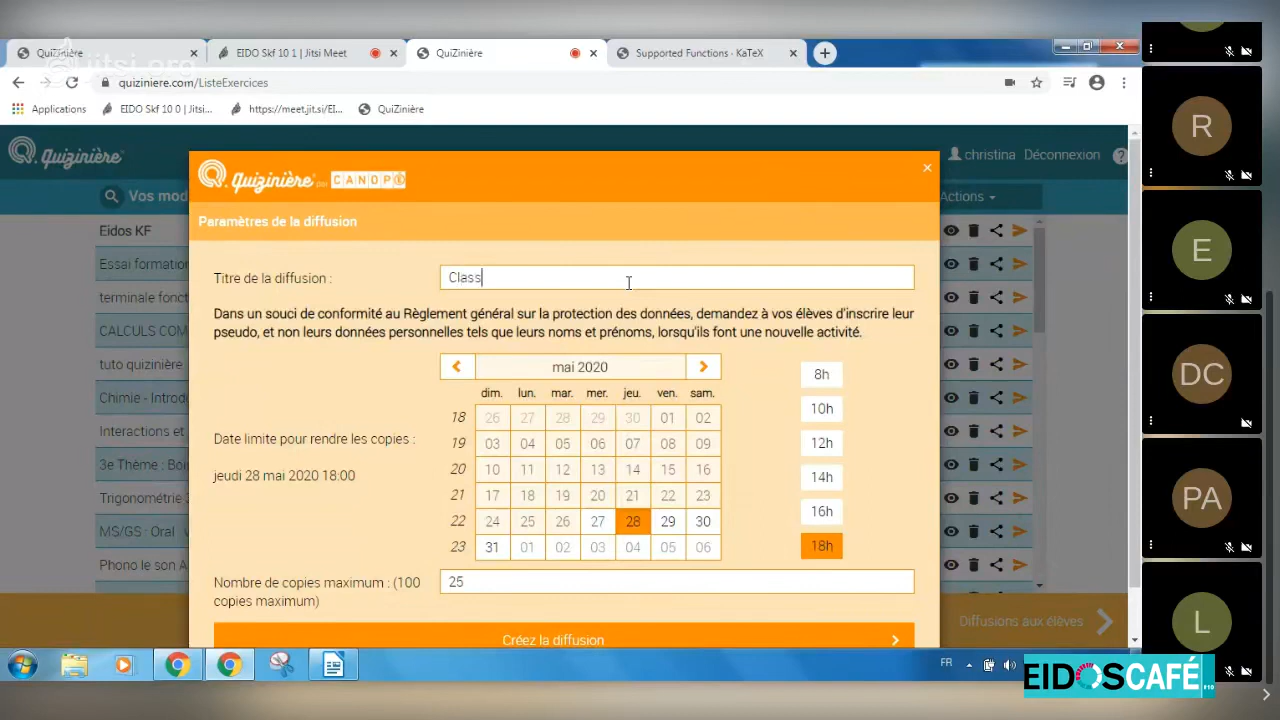 QuiZinière
EIDO Skf 10 1 | Jitsi Meet
QuiZinière
Supported Functions - KaTeX
jitsi.org
quiziniere.com/ListeExercices
Applications
EIDO Skf 10 0 | Jitsi...
https://meet.jit.si/EI...
QuiZinière
Quizinière
christina
Déconnexion
Vos mod
Actions
Quizinière par CANOPÉ
Paramètres de la diffusion
Eidos KF
Essai formation
terminale fonct
CALCULS COM
tuto quizinière
Chimie - Introdu
Interactions et
3e Thème : Bois
Trigonométrie 3
MS/GS : Oral
Phono le son A
Titre de la diffusion :
Class
Dans un souci de conformité au Règlement général sur la protection des données, demandez à vos élèves d'inscrire leur
pseudo, et non leurs données personnelles tels que leurs noms et prénoms, lorsqu'ils font une nouvelle activité.
mai 2020
dim. lun. mar. mer. jeu. ven. sam.
18 26 27 28 29 30 01 02
19 03 04 05 06 07 08 09
20 10 11 12 13 14 15 16
21 17 18 19 20 21 22 23
22 24 25 26 27 28 29 30
23 31 01 02 03 04 05 06
8h
10h
12h
14h
16h
18h
Date limite pour rendre les copies :
jeudi 28 mai 2020 18:00
Nombre de copies maximum : (100
copies maximum)
25
Créez la diffusion
Diffusions aux élèves
FR
R
E
DC
PA
L
EIDOSCAFÉ